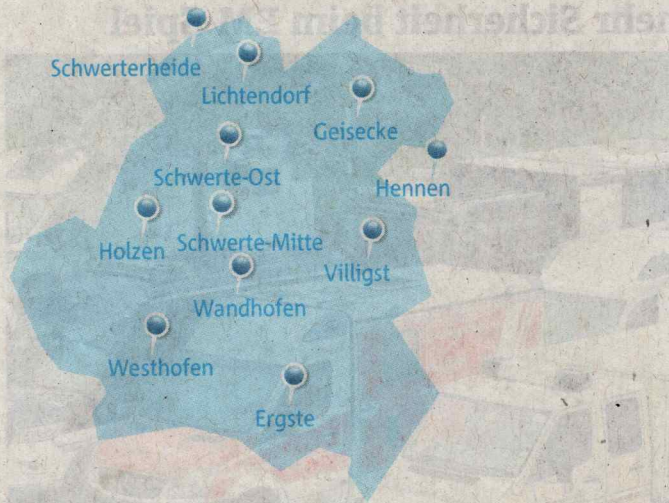 Schwerterheide
Lichtendorf
Geisecke
Schwerte-Ost
Hennen
Holzen
Schwerte-Mitte
Villigst
Wandhofen
Westhofen
Ergste